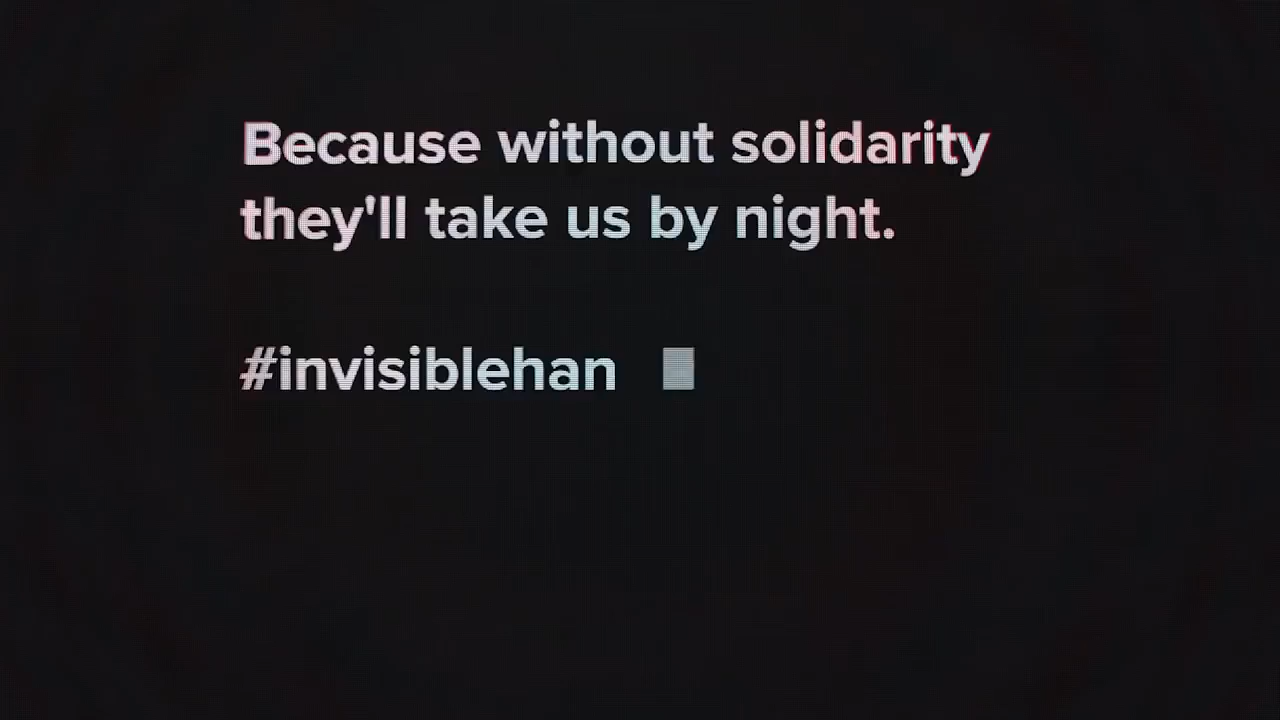 Because without solidarity
they'll take us by night.
#invisiblehan